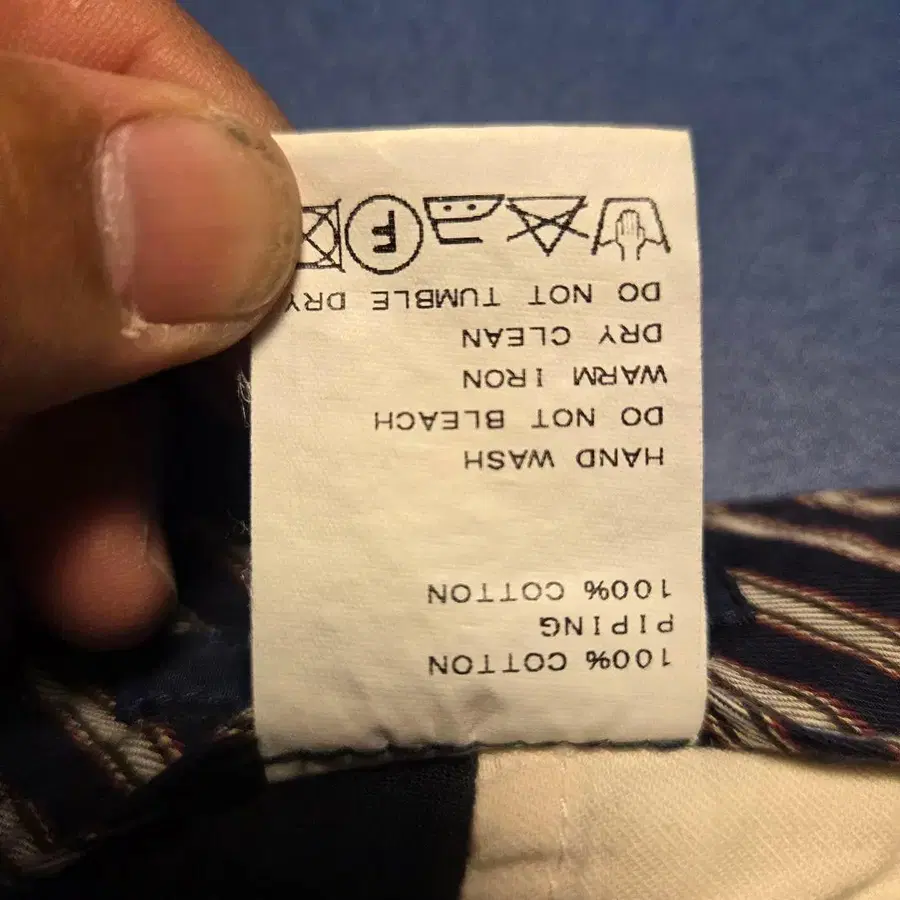 100% COTTON
PIPING
100% COTTON
HAND WASH
DO NOT BLEACH
WARM IRON
DRY CLEAN
DO NOT TUMBLE DRY
F